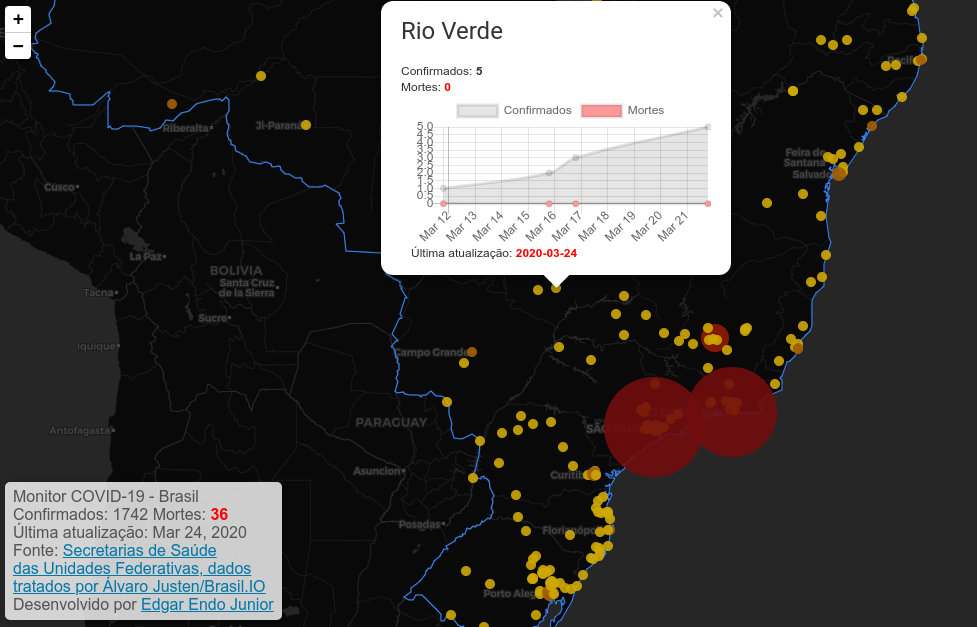 +
−
×
Rio Verde
Confirmados: 5
Mortes: 0
Confirmados Mortes
5.0
4.5
4.0
3.5
3.0
2.5
2.0
1.5
1.0
0.5
0
Mar 12 Mar 13 Mar 14 Mar 15 Mar 16 Mar 17 Mar 18 Mar 19 Mar 20 Mar 21
Última atualização: 2020-03-24
Recife
Riberalta
Ji-Paraná
Feira de
Santana
Salvador
Cusco
La Paz
BOLIVIA
Santa Cruz
de la Sierra
Tacna
Sucre
Iquique
Campo Grande
PARAGUAY
SÃO
Antofagasta
Asuncion
Curitiba
Posadas
Florianópolis
Porto Alegre
Monitor COVID-19 - Brasil
Confirmados: 1742 Mortes: 36
Última atualização: Mar 24, 2020
Fonte: Secretarias de Saúde
das Unidades Federativas, dados
tratados por Álvaro Justen/Brasil.IO
Desenvolvido por Edgar Endo Junior